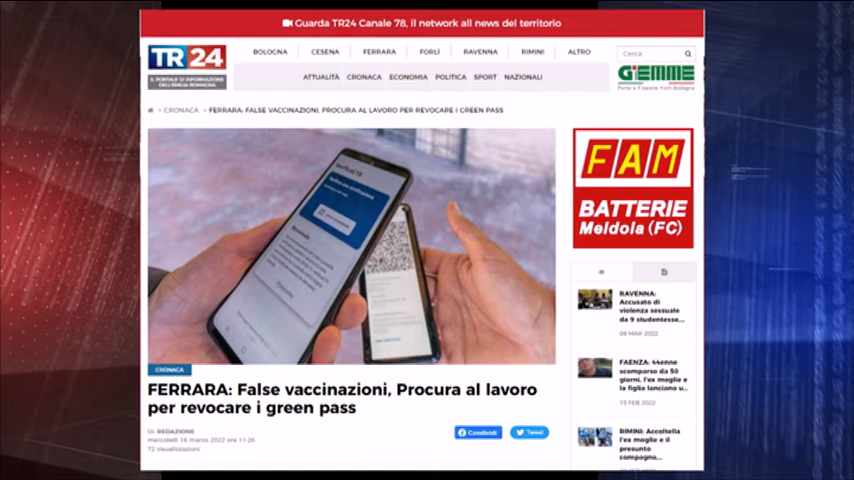 Guarda TR24 Canale 78, il network all news del territorio
TR24
IL PORTALE DI INFORMAZIONE
DELL'EMILIA ROMAGNA
BOLOGNA CESENA FERRARA FORLÌ RAVENNA RIMINI ALTRO
Cerca
ATTUALITÀ CRONACA ECONOMIA POLITICA SPORT NAZIONALI
GIEMME
> CRONACA > FERRARA: FALSE VACCINAZIONI, PROCURA AL LAVORO PER REVOCARE I GREEN PASS
FAM
BATTERIE
Meldola (FC)
RAVENNA:
Accusato di
violenza sessuale
da 9 studentesse...
09 MAR 2022
FAENZA: 44enne
scomparso da 50
giorni, l'ex moglie e
la figlia lanciano u...
15 FEB 2022
RIMINI: Accoltella
l'ex moglie e il
presunto
compagno...
CRONACA
FERRARA: False vaccinazioni, Procura al lavoro
per revocare i green pass
DI REDAZIONE
mercoledì 16 marzo 2022 ore 11:26
72 visualizzazioni
Condividi
Tweet